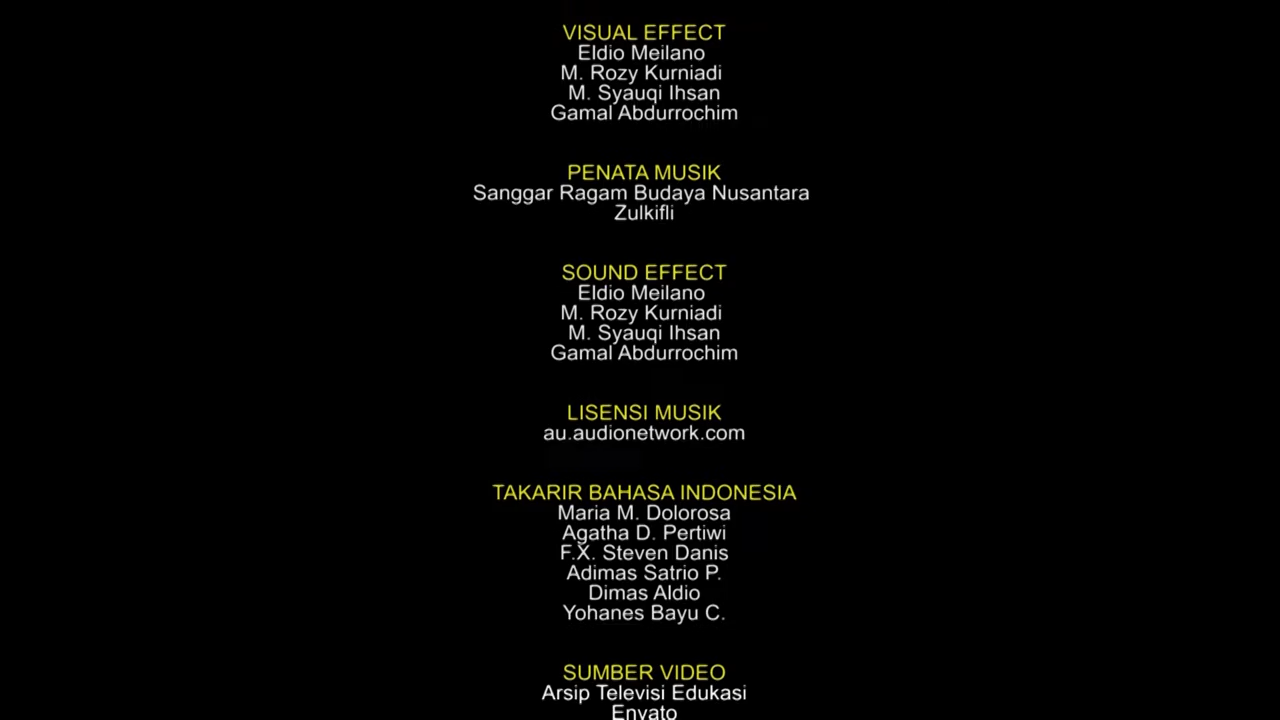 VISUAL EFFECT
Eldio Meilano
M. Rozy Kurniadi
M. Syauqi Ihsan
Gamal Abdurrochim
PENATA MUSIK
Sanggar Ragam Budaya Nusantara
Zulkifli
SOUND EFFECT
Eldio Meilano
M. Rozy Kurniadi
M. Syauqi Ihsan
Gamal Abdurrochim
LISENSI MUSIK
au.audionetwork.com
TAKARIR BAHASA INDONESIA
Maria M. Dolorosa
Agatha D. Pertiwi
F.X. Steven Danis
Adimas Satrio P.
Dimas Aldio
Yohanes Bayu C.
SUMBER VIDEO
Arsip Televisi Edukasi
Envato